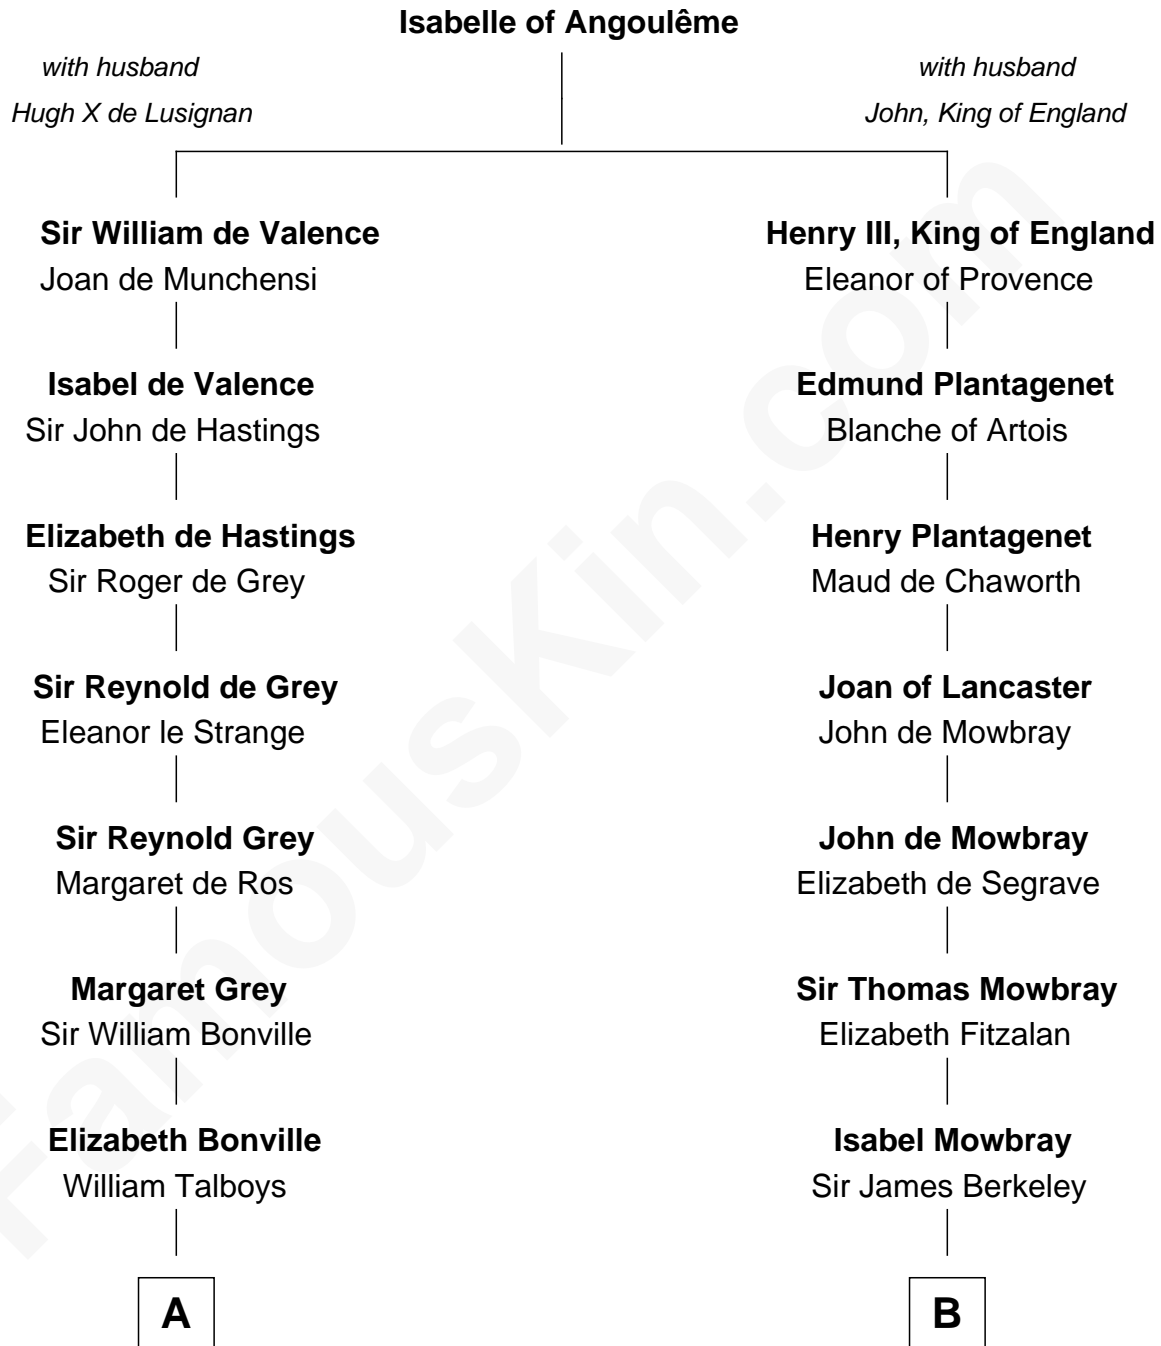 Isabelle of Angoulême
with husband
Hugh X de Lusignan
with husband
John, King of England
Sir William de Valence
Joan de Munchensi
Isabel de Valence
Sir John de Hastings
Elizabeth de Hastings
Sir Roger de Grey
Sir Reynold de Grey
Eleanor le Strange
Sir Reynold Grey
Margaret de Ros
Margaret Grey
Sir William Bonville
Elizabeth Bonville
William Talboys
A
Henry III, King of England
Eleanor of Provence
Edmund Plantagenet
Blanche of Artois
Henry Plantagenet
Maud de Chaworth
Joan of Lancaster
John de Mowbray
John de Mowbray
Elizabeth de Segrave
Sir Thomas Mowbray
Elizabeth Fitzalan
Isabel Mowbray
Sir James Berkeley
B
FamousKin.com